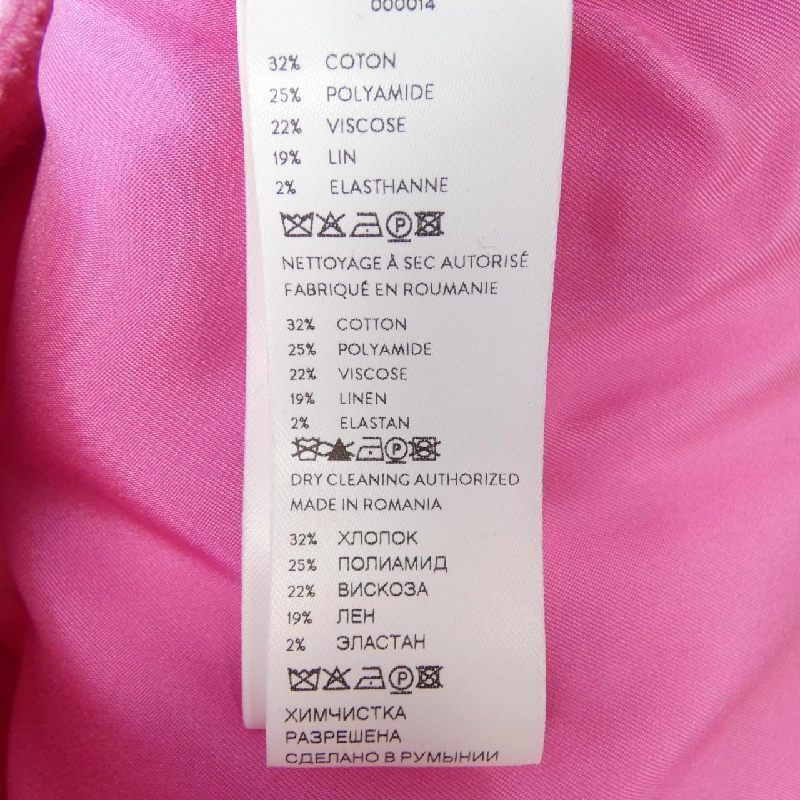 000014
32% COTON
25% POLYAMIDE
22% VISCOSE
19% LIN
2% ELASTHANNE
P
NETTOYAGE À SEC AUTORISÉ
FABRIQUÉ EN ROUMANIE
32% COTTON
25% POLYAMIDE
22% VISCOSE
19% LINEN
2% ELASTAN
P
DRY CLEANING AUTHORIZED
MADE IN ROMANIA
32% ХЛОПОК
25% ПОЛИАМИД
22% ВИСКОЗА
19% ЛЕН
2% ЭЛАСТАН
P
ХИМЧИСТКА
РАЗРЕШЕНА
СДЕЛАНО В РУМЫНИИ